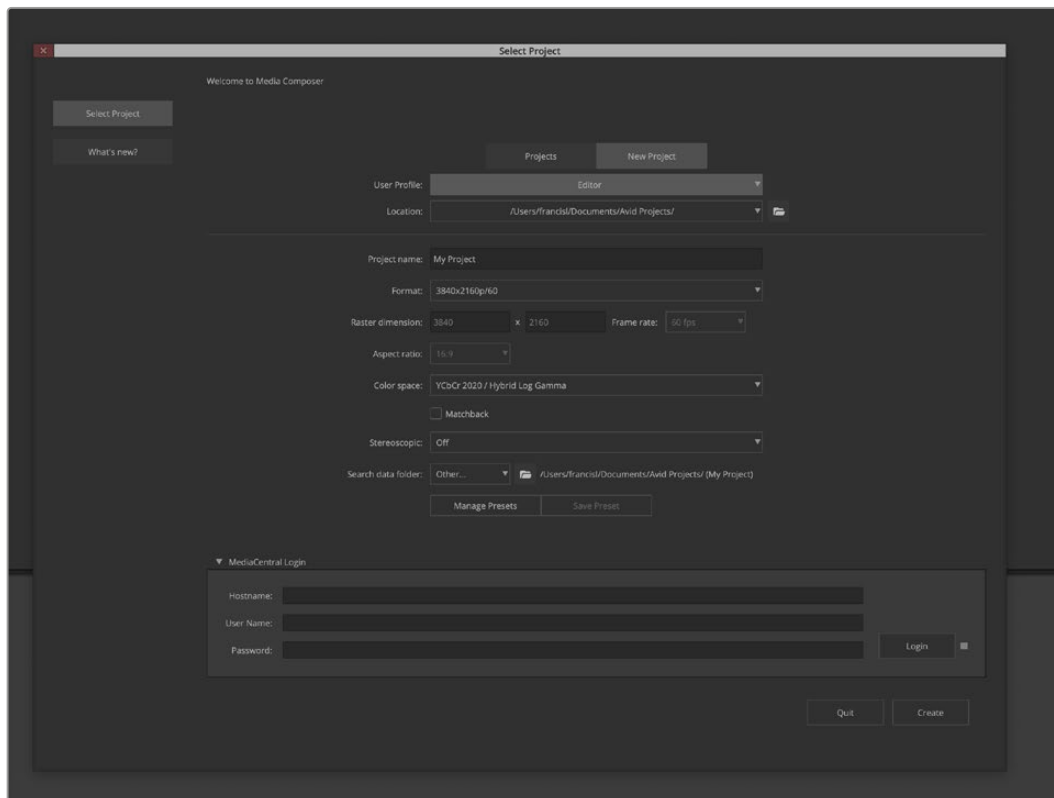 Select Project
Welcome to Media Composer
Select Project
What's new?
Projects New Project
User Profile: Editor
Location: /Users/francisl/Documents/Avid Projects/
Project name: My Project
Format: 3840x2160p/60
Raster dimension: 3840 x 2160 Frame rate: 60 fps
Aspect ratio: 16:9
Color space: YCbCr 2020 / Hybrid Log Gamma
Matchback
Stereoscopic: Off
Search data folder: Other... /Users/francisl/Documents/Avid Projects/ (My Project)
Manage Presets Save Preset
MediaCentral Login
Hostname:
User Name:
Password:
Login
Quit Create